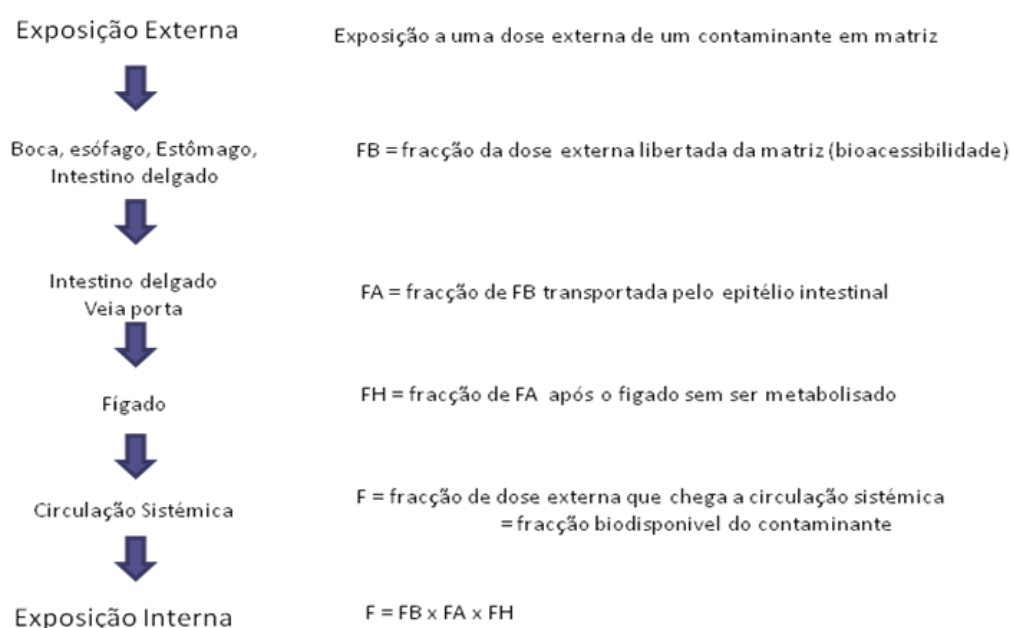 Exposição Externa
Exposição a uma dose externa de um contaminante em matriz
Boca, esófago, Estômago,
Intestino delgado
FB = fracção da dose externa libertada da matriz (bioacessibilidade)
Intestino delgado
Veia porta
FA = fracção de FB transportada pelo epitélio intestinal
Fígado
FH = fracção de FA após o figado sem ser metabolisado
Circulação Sistémica
F = fracção de dose externa que chega a circulação sistémica
= fracção biodisponivel do contaminante
Exposição Interna
F = FB x FA x FH